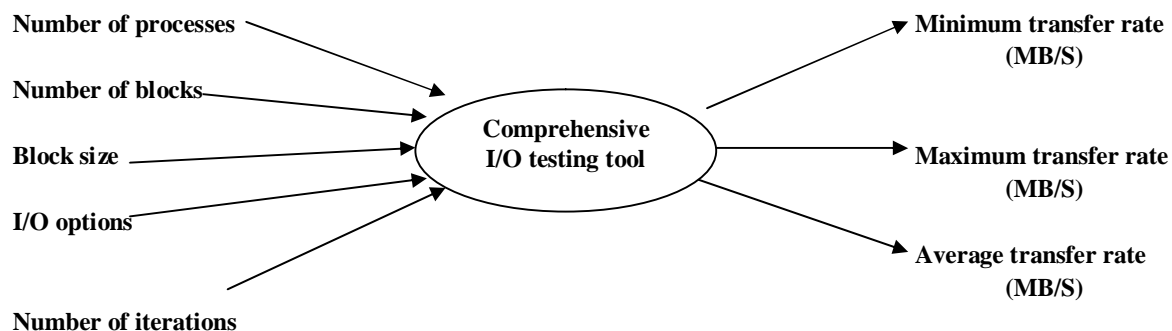 Number of processes
Number of blocks
Block size
I/O options
Number of iterations
Comprehensive
I/O testing tool
Minimum transfer rate
(MB/S)
Maximum transfer rate
(MB/S)
Average transfer rate
(MB/S)